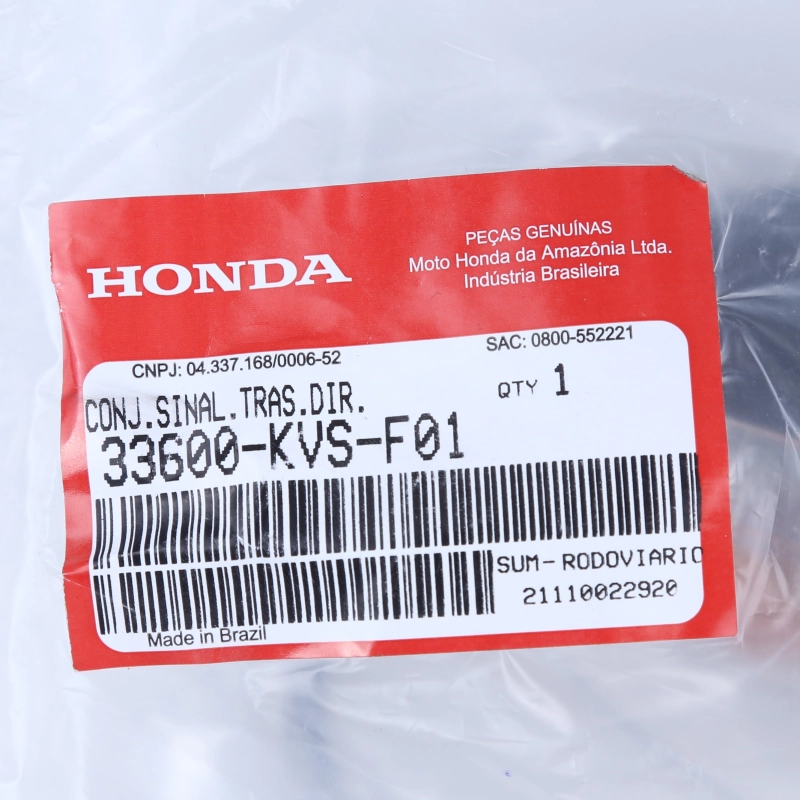 HONDA
PEÇAS GENUÍNAS
Moto Honda da Amazônia Ltda.
Indústria Brasileira
CNPJ: 04.337.168/0006-52
SAC: 0800-552221
CONJ.SINAL.TRAS.DIR.
QTY 1
33600-KVS-F01
SUM-RODOVIARIO
21110022920
Made in Brazil